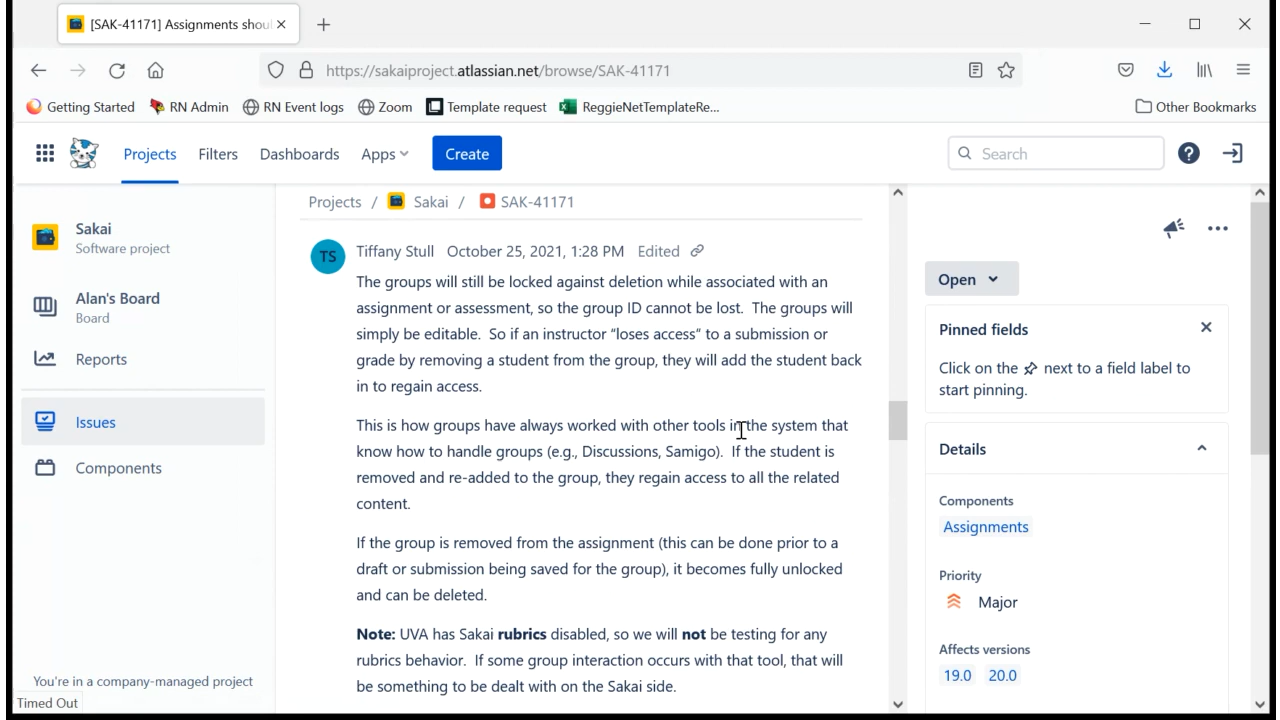 [SAK-41171] Assignments shoul
https://sakaiproject.atlassian.net/browse/SAK-41171
Getting Started RN Admin RN Event logs Zoom Template request ReggieNetTemplateRe... Other Bookmarks
Projects Filters Dashboards Apps Create Search
Sakai
Software project
Alan's Board
Board
Reports
Issues
Components
You're in a company-managed project
Timed Out
Projects / Sakai / SAK-41171
TS Tiffany Stull October 25, 2021, 1:28 PM Edited
The groups will still be locked against deletion while associated with an
assignment or assessment, so the group ID cannot be lost. The groups will
simply be editable. So if an instructor “loses access” to a submission or
grade by removing a student from the group, they will add the student back
in to regain access.
This is how groups have always worked with other tools in the system that
know how to handle groups (e.g., Discussions, Samigo). If the student is
removed and re-added to the group, they regain access to all the related
content.
If the group is removed from the assignment (this can be done prior to a
draft or submission being saved for the group), it becomes fully unlocked
and can be deleted.
Note: UVA has Sakai rubrics disabled, so we will not be testing for any
rubrics behavior. If some group interaction occurs with that tool, that will
be something to be dealt with on the Sakai side.
Open
Pinned fields
Click on the next to a field label to
start pinning.
Details
Components
Assignments
Priority
Major
Affects versions
19.0 20.0